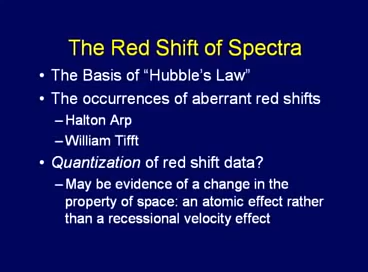 The Red Shift of Spectra
• The Basis of “Hubble’s Law”
• The occurrences of aberrant red shifts
– Halton Arp
– William Tifft
• Quantization of red shift data?
– May be evidence of a change in the
property of space: an atomic effect rather
than a recessional velocity effect